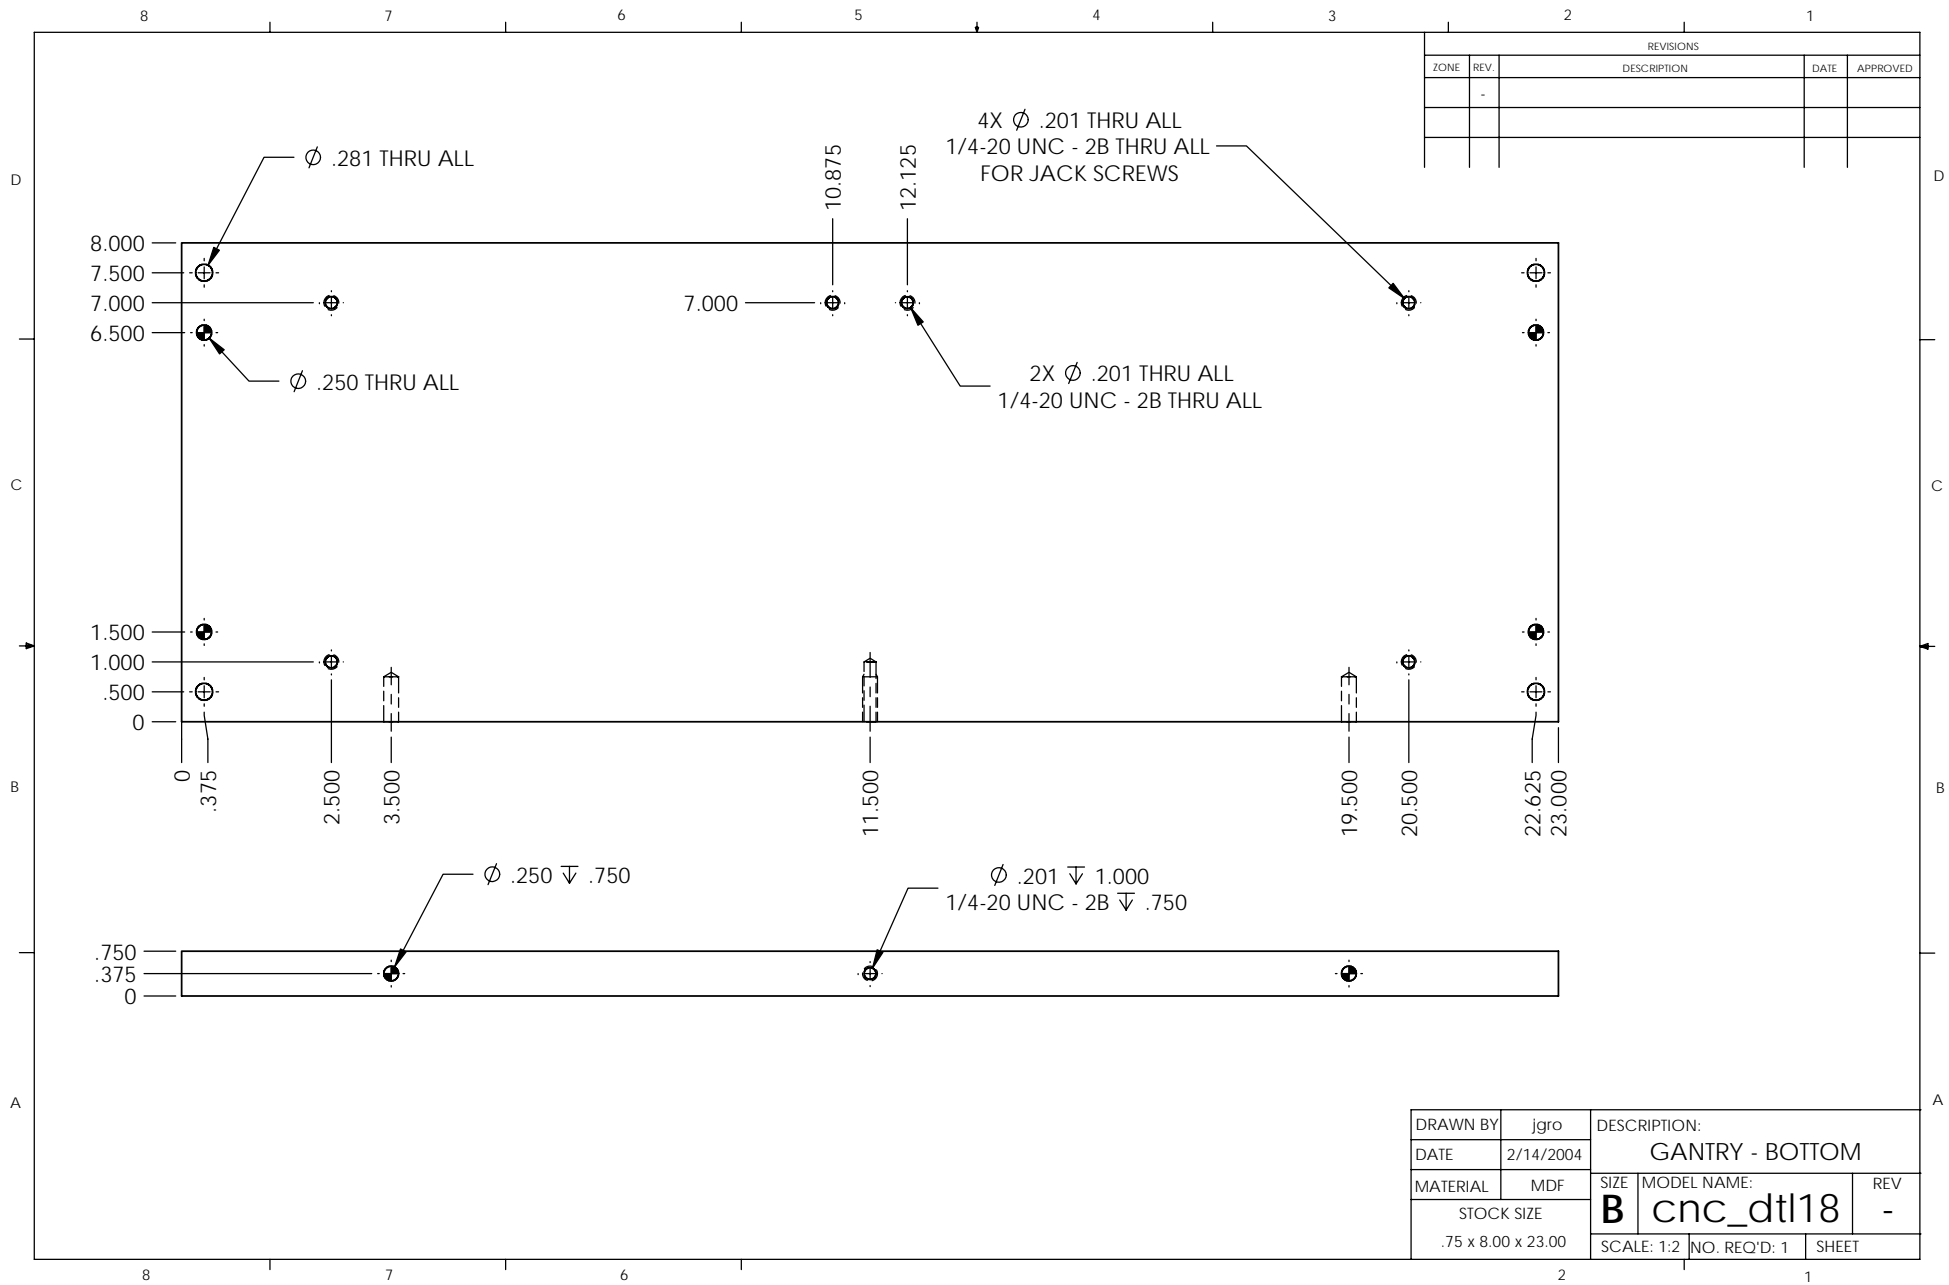 8 7 6 5 4 3 2 1
REVISIONS
ZONE REV. DESCRIPTION DATE APPROVED
-
D D
4X Ø .201 THRU ALL
1/4-20 UNC - 2B THRU ALL
FOR JACK SCREWS
Ø .281 THRU ALL
10.875
12.125
8.000
7.500
7.000
7.000
6.500
Ø .250 THRU ALL
2X Ø .201 THRU ALL
1/4-20 UNC - 2B THRU ALL
C C
1.500
1.000
.500
0
0
.375
2.500
3.500
11.500
19.500
20.500
22.625
23.000
B B
Ø .250 ↧ .750
Ø .201 ↧ 1.000
1/4-20 UNC - 2B ↧ .750
.750
.375
0
A A
DRAWN BY jgro
DATE 2/14/2004
MATERIAL MDF
STOCK SIZE
.75 x 8.00 x 23.00
DESCRIPTION:
GANTRY - BOTTOM
SIZE MODEL NAME: REV
B cnc_dtl18 -
SCALE: 1:2 NO. REQ'D: 1 SHEET
8 7 6 2 1